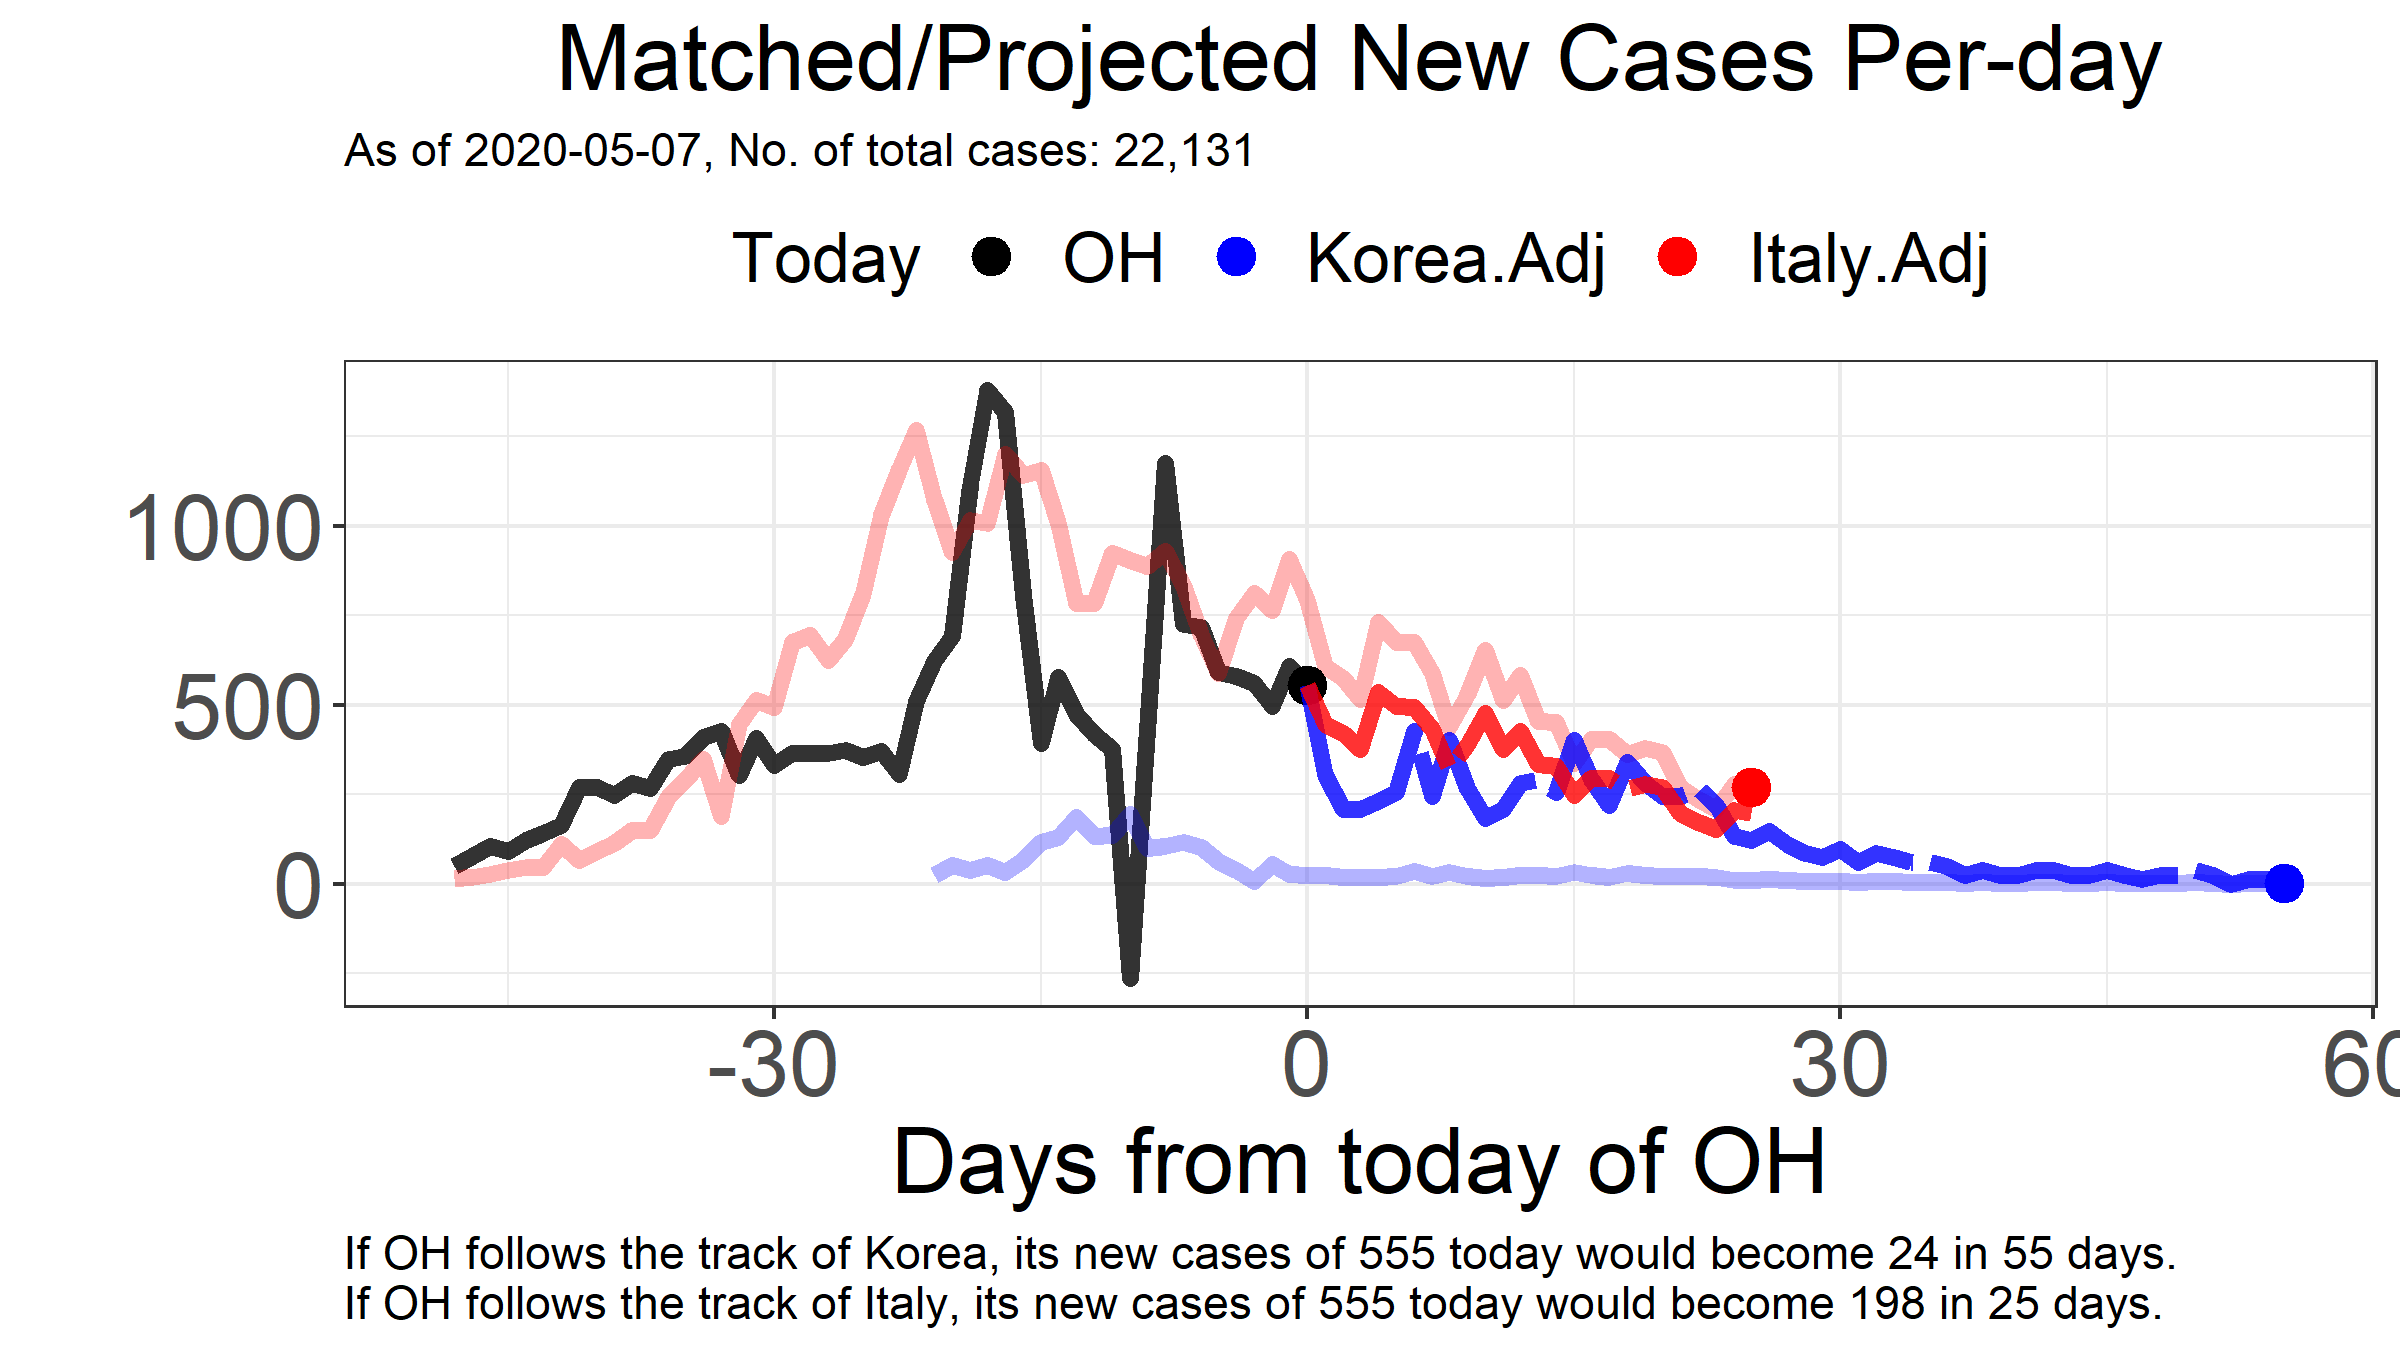 Matched/Projected New Cases Per-day
As of 2020-05-07, No. of total cases: 22,131
Today OH Korea.Adj Italy.Adj
1000
500
0
-30 0 30 60
Days from today of OH
If OH follows the track of Korea, its new cases of 555 today would become 24 in 55 days.
If OH follows the track of Italy, its new cases of 555 today would become 198 in 25 days.